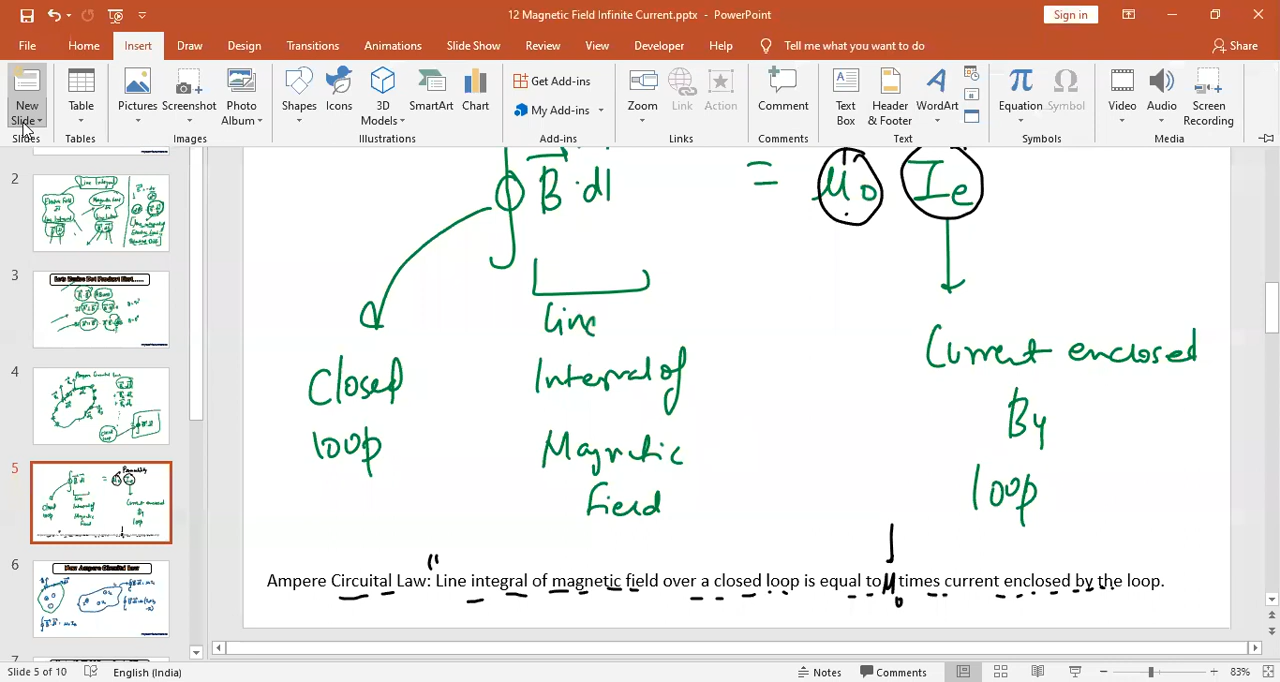 12 Magnetic Field Infinite Current.pptx - PowerPoint
Sign in
File Home Insert Draw Design Transitions Animations Slide Show Review View Developer Help Tell me what you want to do Share
New Slide
Table
Pictures
Screenshot
Photo Album
Shapes
Icons
3D Models
SmartArt
Chart
Get Add-ins
My Add-ins
Zoom
Link
Action
Comment
Text Box
Header & Footer
WordArt
Equation
Symbol
Video
Audio
Screen Recording
Slides Tables Images Illustrations Add-ins Links Comments Text Symbols Media
2
3
4
5
6
7
∮ B · dl = μ0 Ie
Closed
loop
Line
Integral of
Magnetic
field
Current enclosed
By
loop
Ampere Circuital Law: "Line integral of magnetic field over a closed loop is equal to μ0 times current enclosed by the loop.
Slide 5 of 10 English (India) Notes Comments 83%